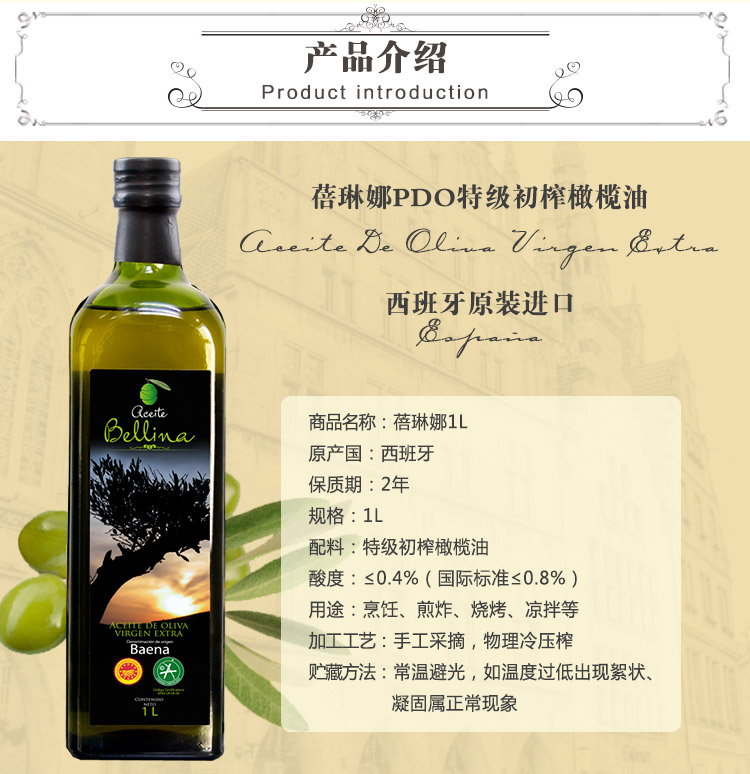 产品介绍
Product introduction
蓓琳娜PDO特级初榨橄榄油
Aceite De Oliva Virgen Extra
西班牙原装进口
España
商品名称：蓓琳娜1L
原产国：西班牙
保质期：2年
规格：1L
配料：特级初榨橄榄油
酸度：≤0.4%（国际标准≤0.8%）
用途：烹饪、煎炸、烧烤、凉拌等
加工工艺：手工采摘，物理冷压榨
贮藏方法：常温避光，如温度过低出现絮状、
凝固属正常现象
Aceite
Bellina
ACEITE DE OLIVA
VIRGEN EXTRA
Denominación de origen
Baena
CONTENIDO
NETO
1 L